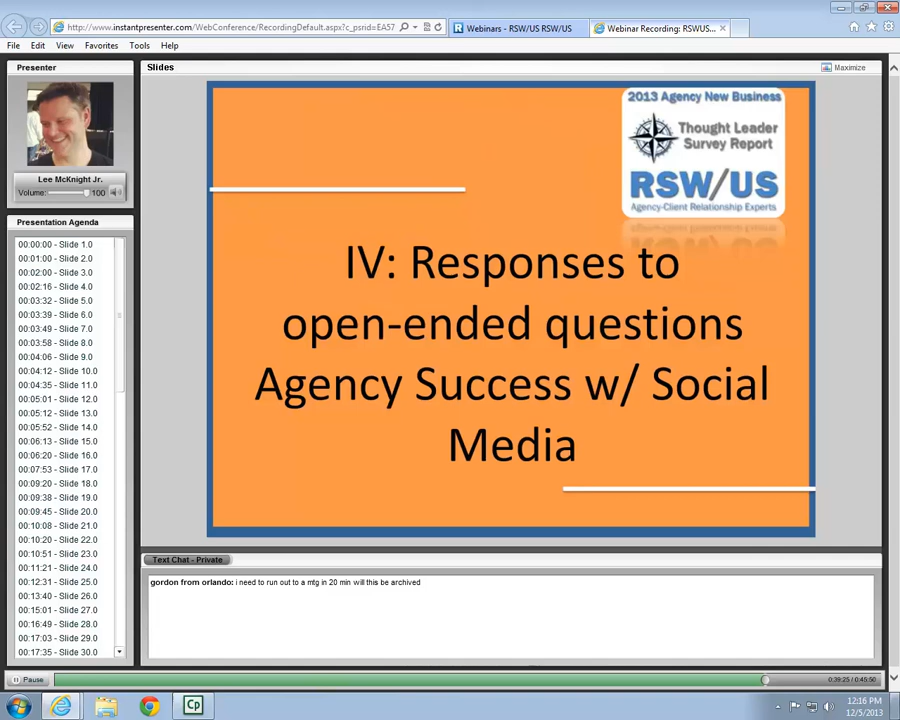 http://www.instantpresenter.com/WebConference/RecordingDefault.aspx?c_psrid=EA57
Webinars - RSW/US RSW/US
Webinar Recording: RSWUS...
File Edit View Favorites Tools Help
Presenter
Lee McKnight Jr.
Volume: 100
Presentation Agenda
00:00:00 - Slide 1.0
00:01:00 - Slide 2.0
00:02:00 - Slide 3.0
00:02:16 - Slide 4.0
00:03:32 - Slide 5.0
00:03:39 - Slide 6.0
00:03:49 - Slide 7.0
00:03:58 - Slide 8.0
00:04:06 - Slide 9.0
00:04:12 - Slide 10.0
00:04:35 - Slide 11.0
00:05:01 - Slide 12.0
00:05:12 - Slide 13.0
00:05:52 - Slide 14.0
00:06:13 - Slide 15.0
00:06:20 - Slide 16.0
00:07:53 - Slide 17.0
00:09:20 - Slide 18.0
00:09:38 - Slide 19.0
00:09:45 - Slide 20.0
00:10:08 - Slide 21.0
00:10:20 - Slide 22.0
00:10:51 - Slide 23.0
00:11:21 - Slide 24.0
00:12:31 - Slide 25.0
00:13:40 - Slide 26.0
00:15:01 - Slide 27.0
00:16:49 - Slide 28.0
00:17:03 - Slide 29.0
00:17:35 - Slide 30.0
Slides
Maximize
2013 Agency New Business
Thought Leader
Survey Report
RSW/US
Agency-Client Relationship Experts
IV: Responses to
open-ended questions
Agency Success w/ Social
Media
Text Chat - Private
gordon from orlando: i need to run out to a mtg in 20 min will this be archived
Pause
0:39:25 / 0:45:50
Cp
12:16 PM
12/5/2013